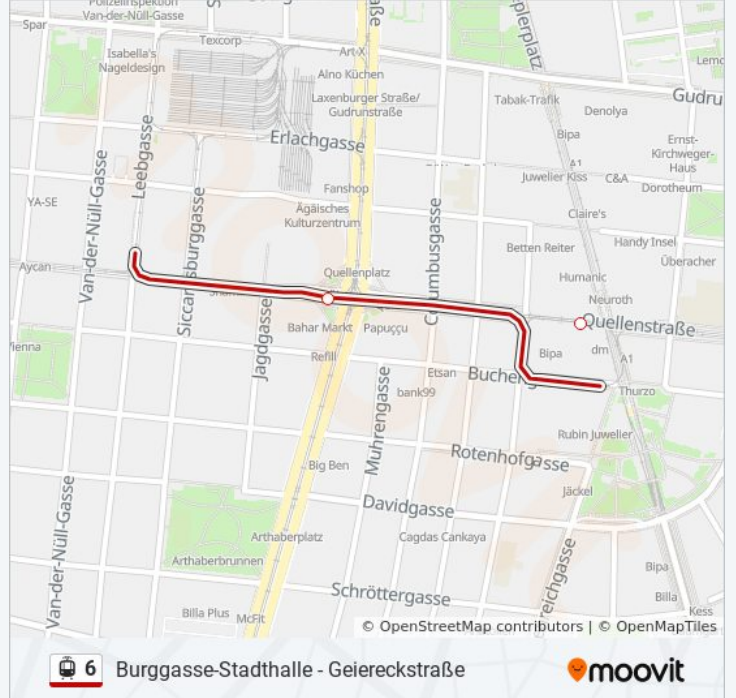 Polizeiinspektion
Van-der-Nüll-Gasse
Spar
Texcorp
Isabella's
Nageldesign
Art-X
Alno Küchen
Laxenburger Straße/
Gudrunstraße
Tabak-Trafik
Denolya
Gudru
Bipa
Erlachgasse
Ernst-
Kirchweger-
Haus
A1
Juwelier Kiss
C&A
Dorotheum
Fanshop
YA-SE
Leebgasse
Van-der-Nüll-Gasse
Siccardsburggasse
Ägäisches
Kulturzentrum
Columbusgasse
Claire's
Betten Reiter
Handy Insel
Überacher
Aycan
Quellenplatz
Humanic
Neuroth
Quellenstraße
Jagdgasse
Bahar Markt
Papuççu
Refill
Bipa
dm
A1
Etsan
Thurzo
bank99
Muhrengasse
Rubin Juwelier
Rotenhofgasse
Big Ben
Jäckel
Davidgasse
Arthaberplatz
Cagdas Cankaya
Arthaberbrunnen
Van-der-Nüll-Gasse
Bipa
Billa
Schröttergasse
Billa Plus
McFit
Kess
© OpenStreetMap contributors | © OpenMapTiles
6 Burggasse-Stadthalle - Geiereckstraße
moovit